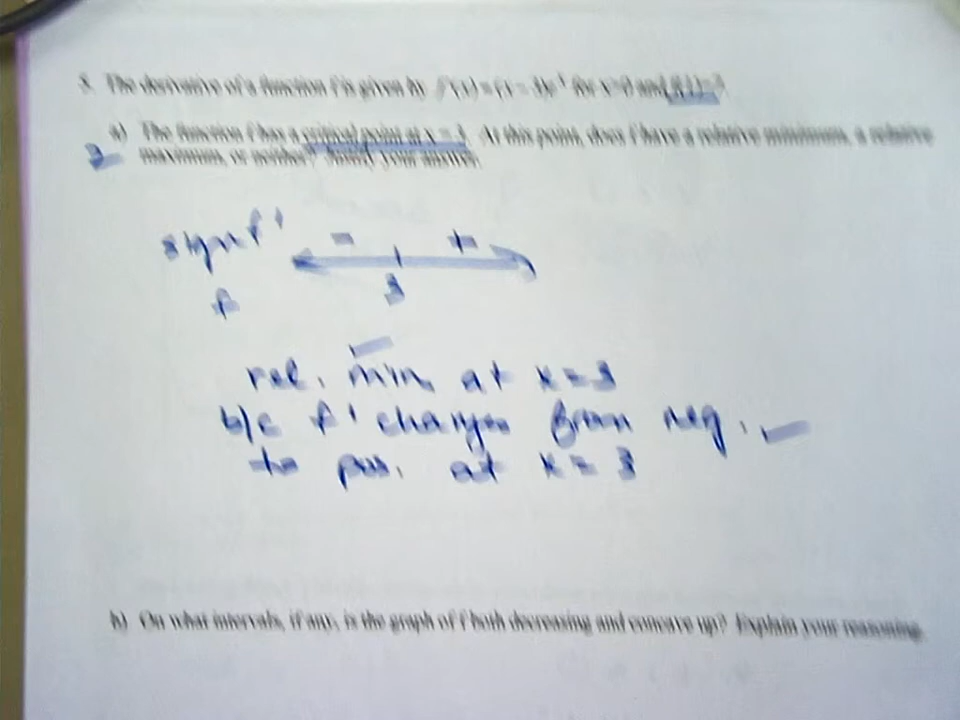 5. The derivative of a function f is given by f'(x) = (x - 3)e^x for x > 0 and f(1) = 7.
a) The function f has a critical point at x = 3. At this point, does f have a relative minimum, a relative
2
maximum, or neither? Justify your answer.
sign f' - +
3
f
rel. min. at x = 3
b/c f' changes from neg.
to pos. at x = 3
b) On what intervals, if any, is the graph of f both decreasing and concave up? Explain your reasoning.